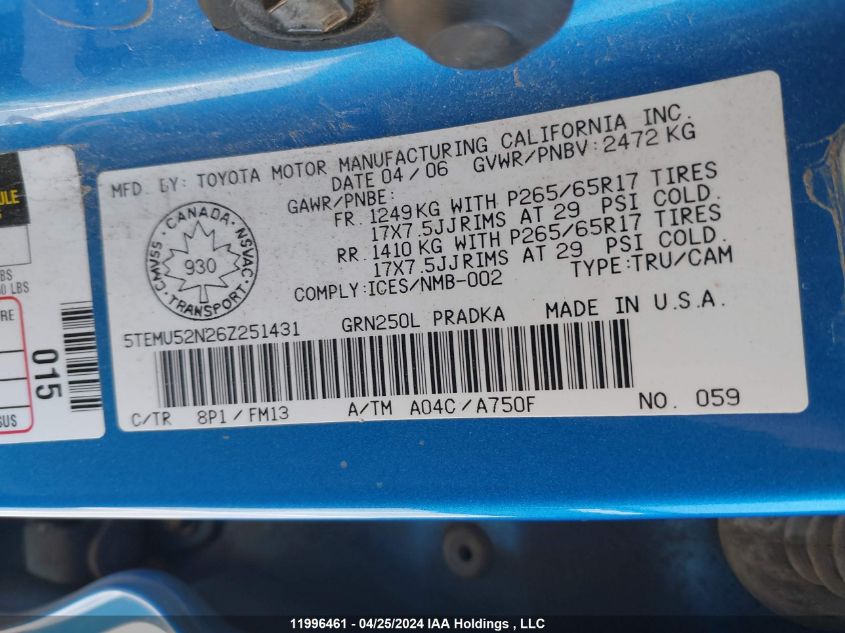 MFD. BY: TOYOTA MOTOR MANUFACTURING CALIFORNIA INC.
DATE 04/06 GVWR/PNBV: 2472 KG
GAWR/PNBE:
FR. 1249 KG WITH P265/65R17 TIRES
17X7.5JJRIMS AT 29 PSI COLD.
RR. 1410 KG WITH P265/65R17 TIRES
17X7.5JJRIMS AT 29 PSI COLD.
COMPLY: ICES/NMB-002 TYPE: TRU/CAM
CANADA
CMVSS NSVAC
930
TRANSPORT
5TEMU52N26Z251431 GRN250L PRADKA MADE IN U.S.A.
C/TR 8P1 / FM13 A/TM A04C / A750F NO. 059
015
LBS
RE
SUS
11996461 - 04/25/2024 IAA Holdings , LLC